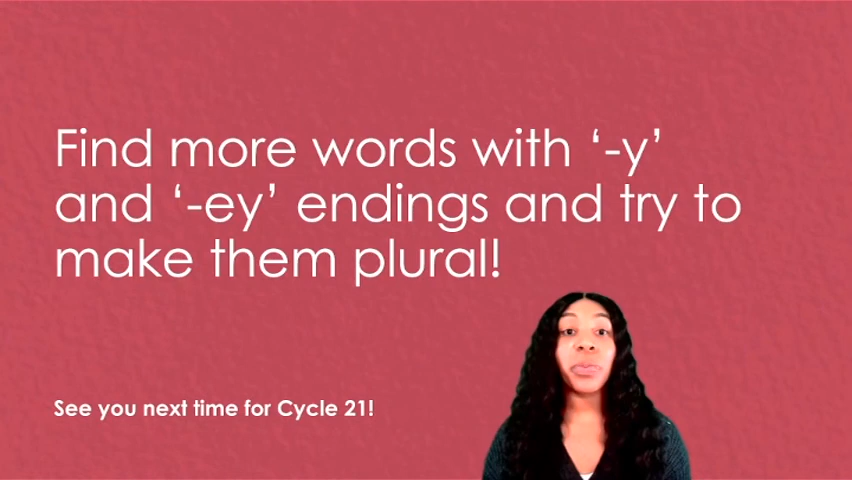 Find more words with ‘-y’
and ‘-ey’ endings and try to
make them plural!
See you next time for Cycle 21!